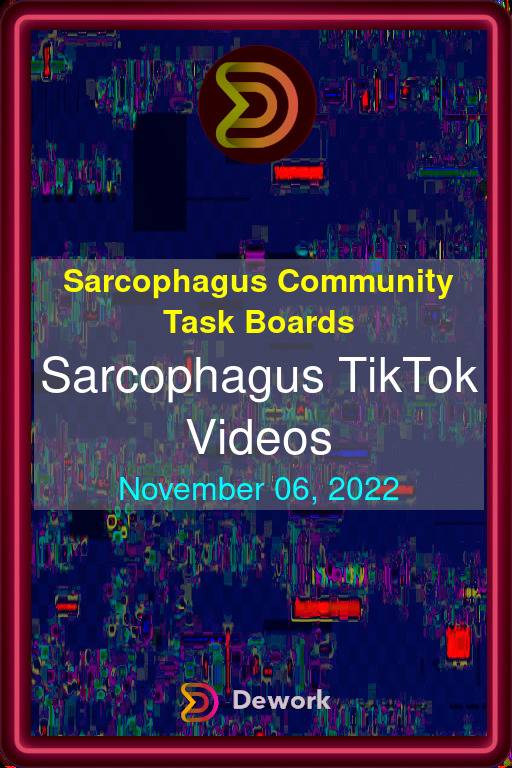 Sarcophagus Community
Task Boards
Sarcophagus TikTok
Videos
November 06, 2022
Dework